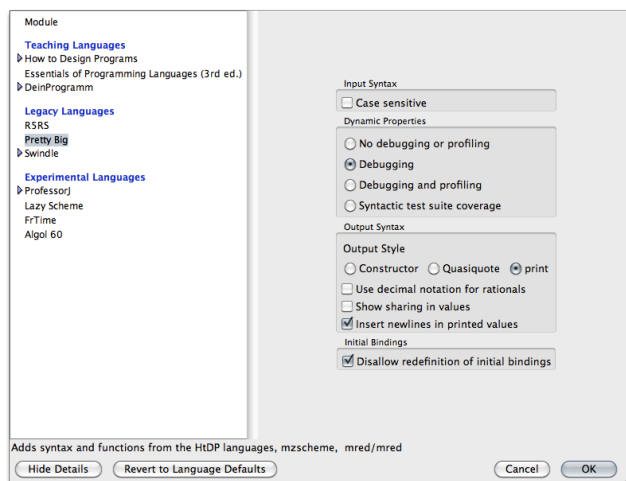 Module
Teaching Languages
How to Design Programs
Essentials of Programming Languages (3rd ed.)
DeinProgramm
Legacy Languages
R5RS
Pretty Big
Swindle
Experimental Languages
ProfessorJ
Lazy Scheme
FrTime
Algol 60
Input Syntax
Case sensitive
Dynamic Properties
No debugging or profiling
Debugging
Debugging and profiling
Syntactic test suite coverage
Output Syntax
Output Style
Constructor Quasiquote print
Use decimal notation for rationals
Show sharing in values
Insert newlines in printed values
Initial Bindings
Disallow redefinition of initial bindings
Adds syntax and functions from the HtDP languages, mzscheme, mred/mred
Hide Details Revert to Language Defaults Cancel OK